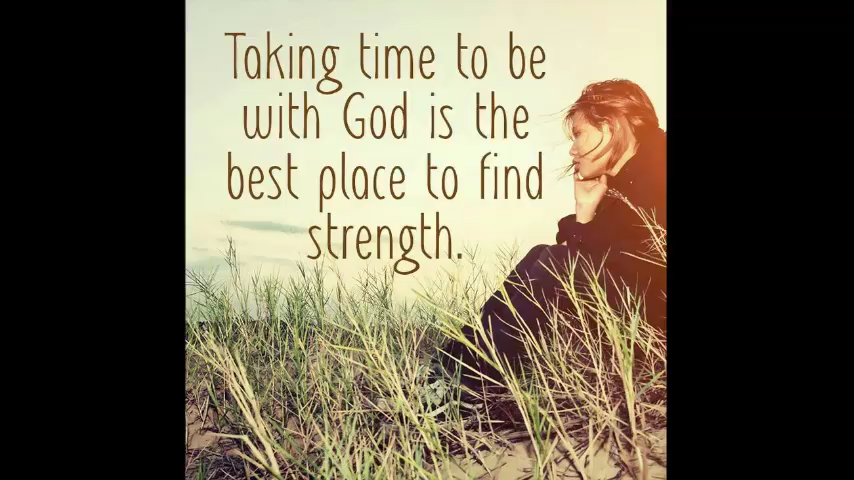 Taking time to be
with God is the
best place to find
strength.